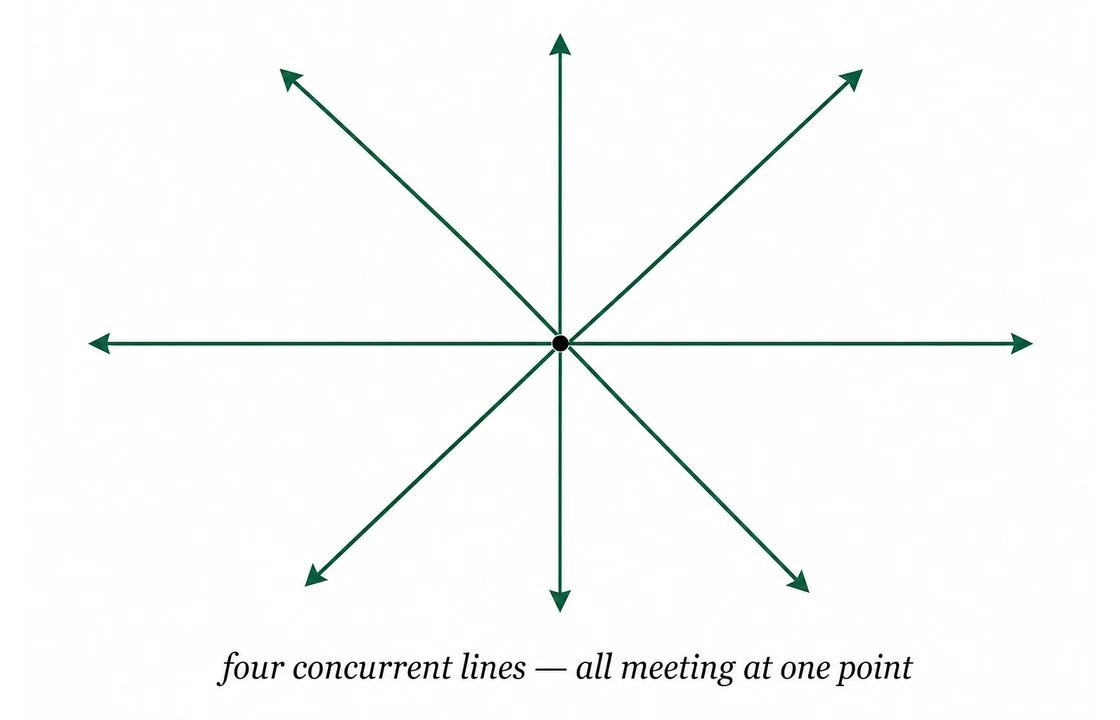 four concurrent lines — all meeting at one point